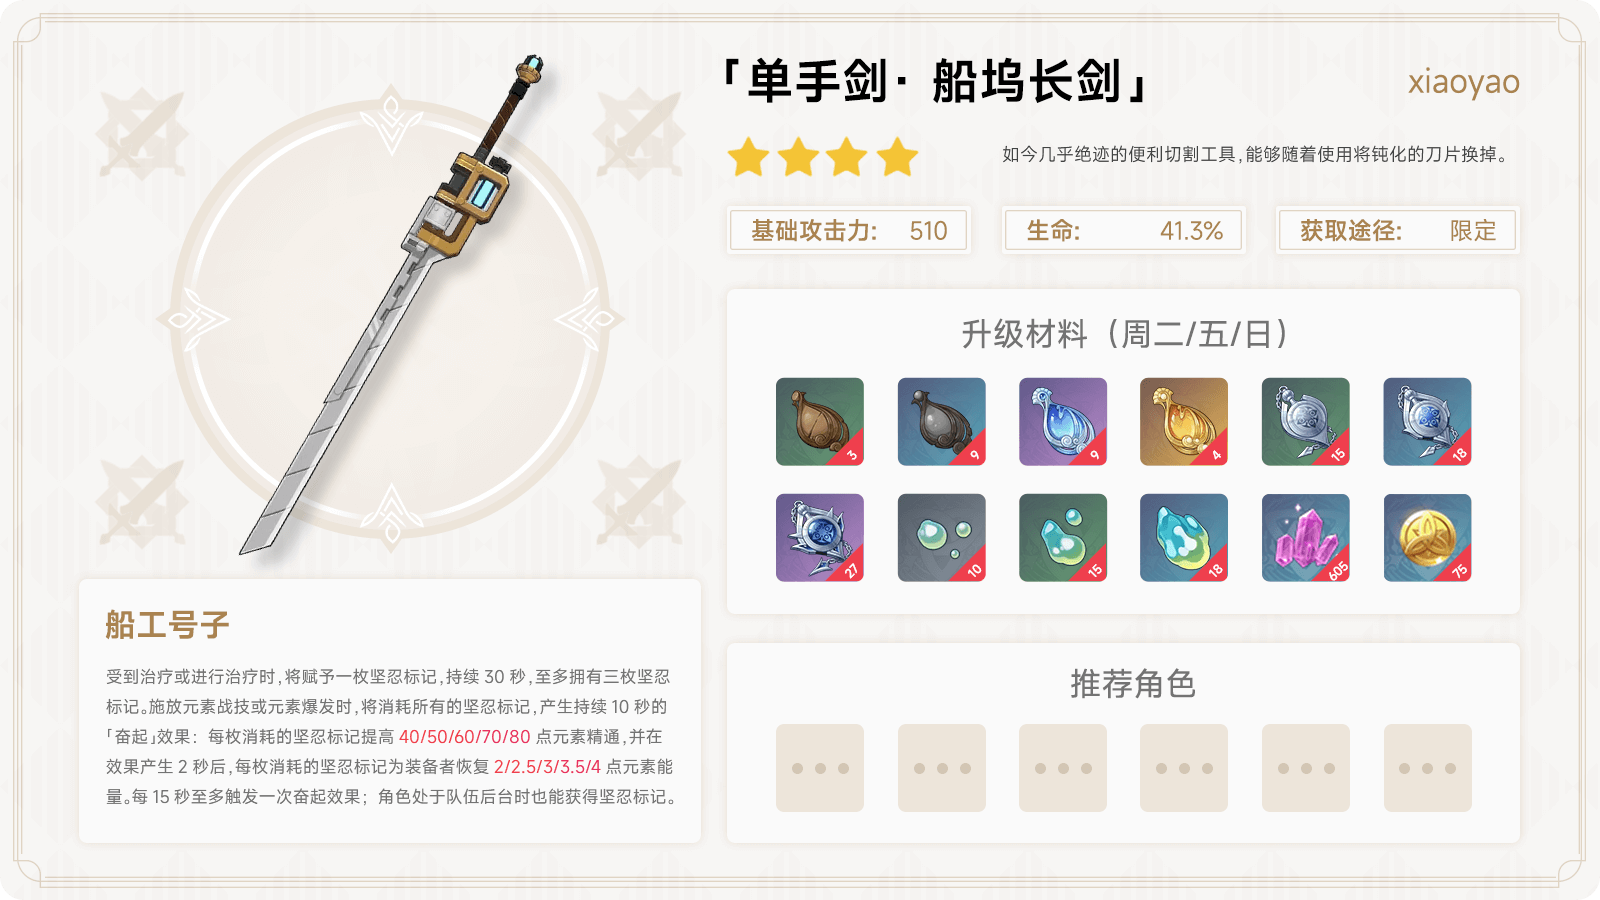 「单手剑·船坞长剑」
xiaoyao
如今几乎绝迹的便利切割工具,能够随着使用将钝化的刀片换掉。
基础攻击力: 510
生命: 41.3%
获取途径: 限定
升级材料（周二/五/日）
3 9 9 4 15 18
27 10 15 18 605 75
船工号子
受到治疗或进行治疗时,将赋予一枚坚忍标记,持续 30 秒,至多拥有三枚坚忍
标记。施放元素战技或元素爆发时,将消耗所有的坚忍标记,产生持续 10 秒的
「奋起」效果：每枚消耗的坚忍标记提高 40/50/60/70/80 点元素精通,并在
效果产生 2 秒后,每枚消耗的坚忍标记为装备者恢复 2/2.5/3/3.5/4 点元素能
量。每 15 秒至多触发一次奋起效果；角色处于队伍后台时也能获得坚忍标记。
推荐角色